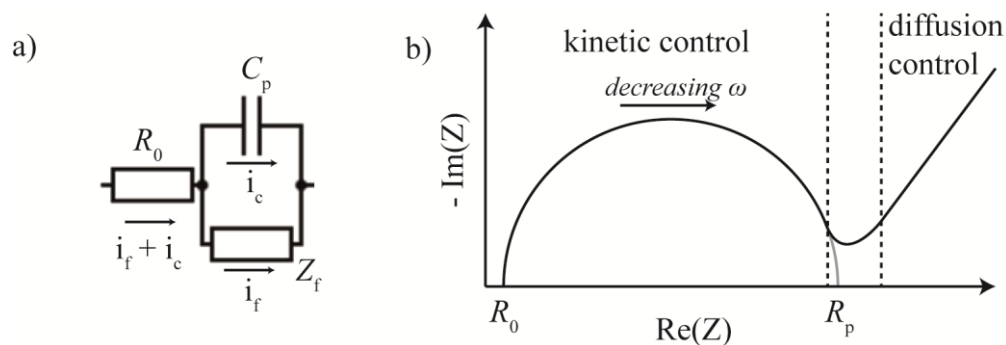 a)
C_p
R_0
i_c
i_f + i_c
Z_f
i_f
b)
kinetic control
diffusion
control
decreasing ω
- Im(Z)
R_0
Re(Z)
R_p